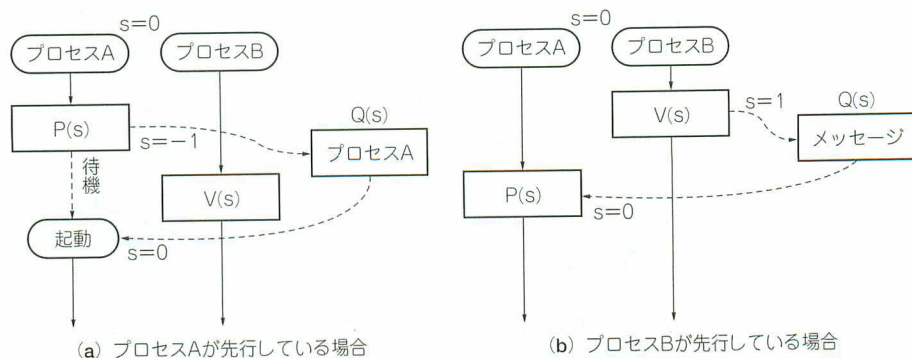 s=0
プロセスA
プロセスB
P(s)
s=-1
Q(s)
プロセスA
待機
V(s)
起動
s=0
(a) プロセスAが先行している場合
s=0
プロセスA
プロセスB
V(s)
s=1
Q(s)
メッセージ
P(s)
s=0
(b) プロセスBが先行している場合